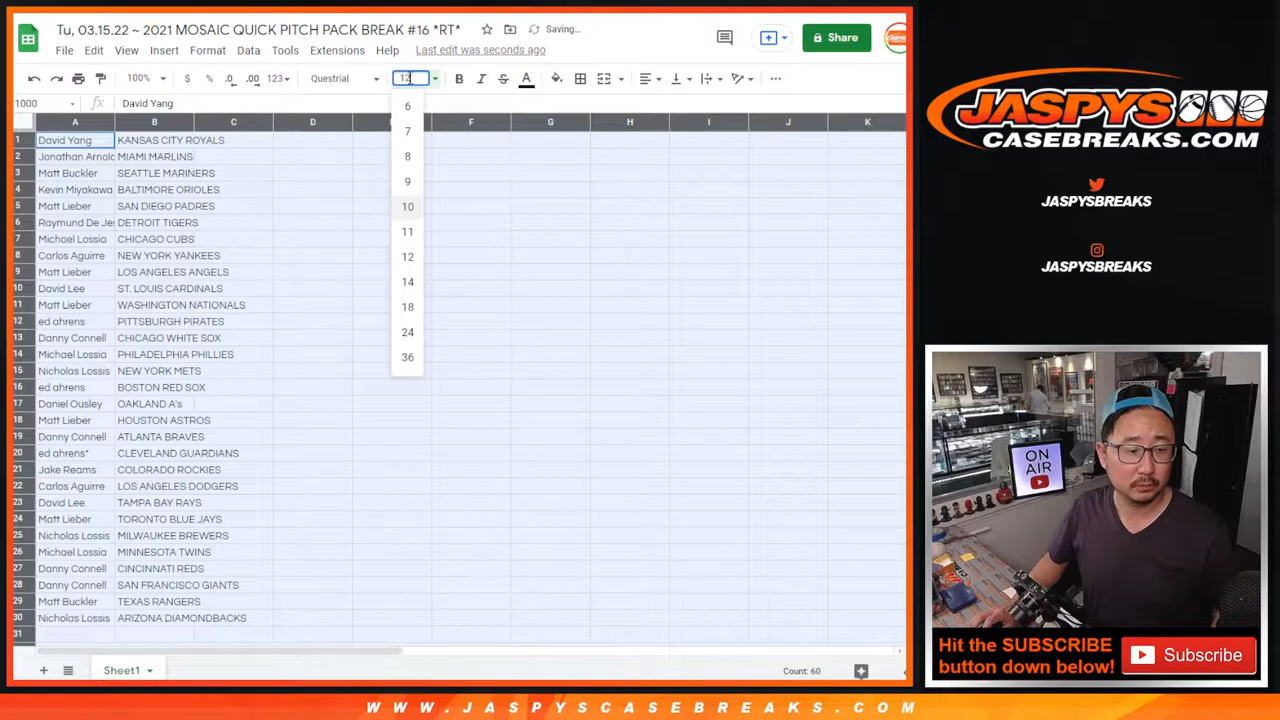 Tu, 03.15.22 ~ 2022 MOSAIC QUICK PITCH PACK BREAK #16 *RT*
Saving...
Share
File Edit View Insert Format Data Tools Extensions Help Last edit was seconds ago
100% $ % .0 .00 123 Questrial 12 B I S A
1000 fx David Yang
6
7
8
9
10
11
12
14
18
24
36
A B C D E F G H I J K
1 David Yang KANSAS CITY ROYALS
2 Jonathan Arnold MIAMI MARLINS
3 Matt Buckler SEATTLE MARINERS
4 Kevin Miyakawa BALTIMORE ORIOLES
5 Matt Lieber SAN DIEGO PADRES
6 Raymund De Jes DETROIT TIGERS
7 Michael Lossia CHICAGO CUBS
8 Carlos Aguirre NEW YORK YANKEES
9 Matt Lieber LOS ANGELES ANGELS
10 David Lee ST. LOUIS CARDINALS
11 Matt Lieber WASHINGTON NATIONALS
12 ed ahrens PITTSBURGH PIRATES
13 Danny Connell CHICAGO WHITE SOX
14 Michael Lossia PHILADELPHIA PHILLIES
15 Nicholas Lossis NEW YORK METS
16 ed ahrens BOSTON RED SOX
17 Daniel Ousley OAKLAND A's
18 Matt Lieber HOUSTON ASTROS
19 Danny Connell ATLANTA BRAVES
20 ed ahrens* CLEVELAND GUARDIANS
21 Jake Reams COLORADO ROCKIES
22 Carlos Aguirre LOS ANGELES DODGERS
23 David Lee TAMPA BAY RAYS
24 Matt Lieber TORONTO BLUE JAYS
25 Nicholas Lossis MILWAUKEE BREWERS
26 Michael Lossia MINNESOTA TWINS
27 Danny Connell CINCINNATI REDS
28 Danny Connell SAN FRANCISCO GIANTS
29 Matt Buckler TEXAS RANGERS
30 Nicholas Lossis ARIZONA DIAMONDBACKS
31
Sheet1
Count: 60
JASPYS
CASEBREAKS.COM
JASPYSBREAKS
JASPYSBREAKS
ON
AIR
Hit the SUBSCRIBE
button down below!
Subscribe
WWW.JASPYSCASEBREAKS.COM